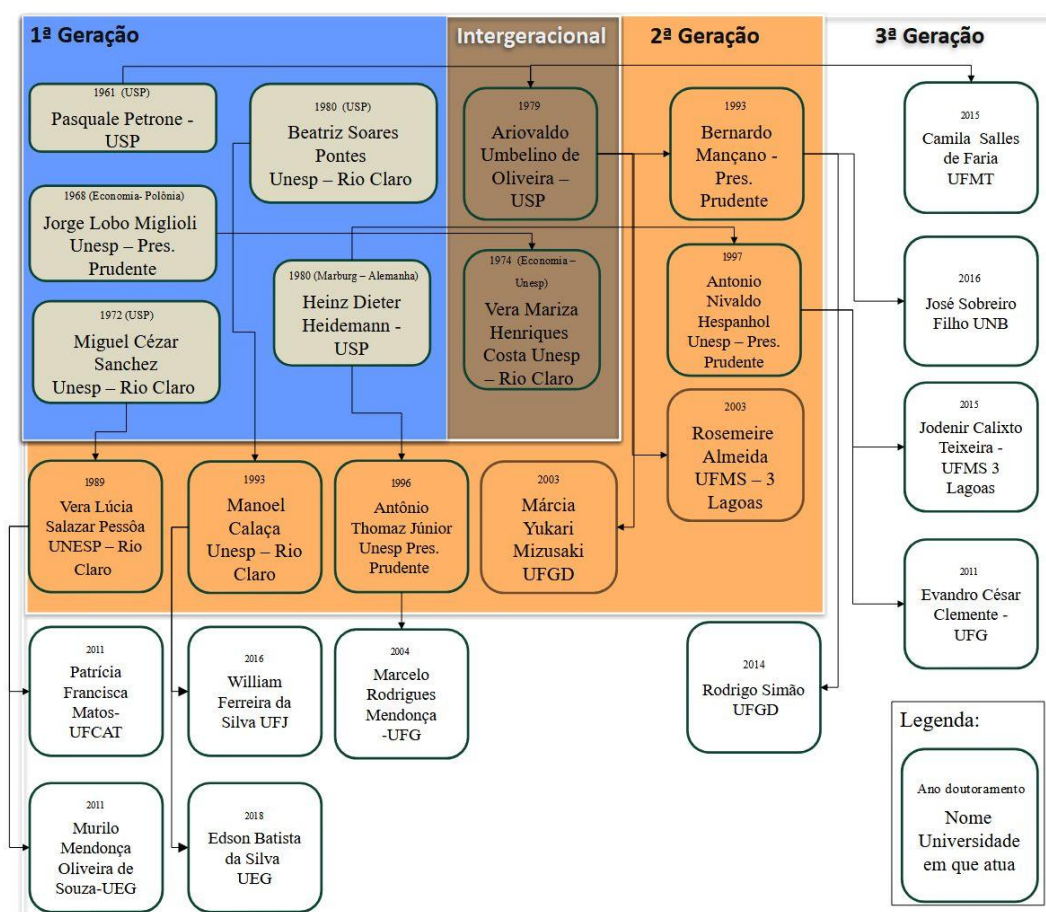 1ª Geração
Intergeracional
2ª Geração
3ª Geração
1961 (USP)
Pasquale Petrone -
USP
1980 (USP)
Beatriz Soares
Pontes
Unesp – Rio Claro
1979
Ariovaldo
Umbelino de
Oliveira –
USP
1993
Bernardo
Mançano -
Pres.
Prudente
2015
Camila Salles
de Faria
UFMT
1968 (Economia- Polônia)
Jorge Lobo Miglioli
Unesp – Pres.
Prudente
1980 (Marburg – Alemanha)
Heinz Dieter
Heidemann -
USP
1974 (Economia –
Unesp)
Vera Mariza
Henriques
Costa Unesp
– Rio Claro
1997
Antonio
Nivaldo
Hespanhol
Unesp – Pres.
Prudente
2016
José Sobreiro
Filho UNB
1972 (USP)
Miguel Cézar
Sanchez
Unesp – Rio Claro
2003
Rosemeire
Almeida
UFMS – 3
Lagoas
2015
Jodenir Calixto
Teixeira -
UFMS 3
Lagoas
1989
Vera Lúcia
Salazar Pessôa
UNESP – Rio
Claro
1993
Manoel
Calaça
Unesp – Rio
Claro
1996
Antônio
Thomaz Júnior
Unesp Pres.
Prudente
2003
Márcia
Yukari
Mizusaki
UFGD
2011
Evandro César
Clemente -
UFG
2011
Patrícia
Francisca
Matos-
UFCAT
2016
William
Ferreira da
Silva UFJ
2004
Marcelo
Rodrigues
Mendonça
-UFG
2014
Rodrigo Simão
UFGD
2011
Murilo
Mendonça
Oliveira de
Souza-UEG
2018
Edson Batista
da Silva
UEG
Legenda:
Ano doutoramento
Nome
Universidade
em que atua